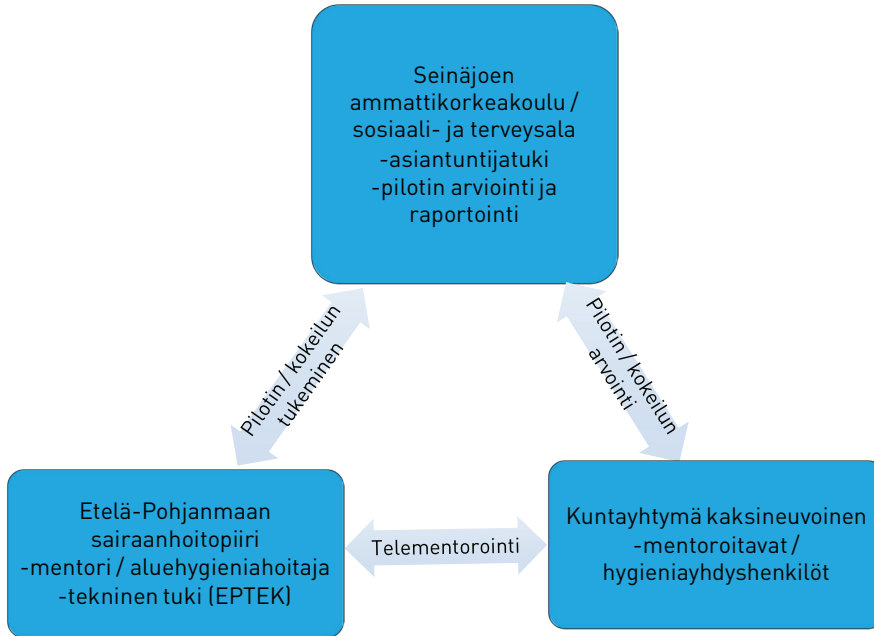 Seinäjoen
ammattikorkeakoulu /
sosiaali- ja terveysala
-asiantuntijatuki
-pilotin arviointi ja
raportointi
Pilotin / kokeilun
tukeminen
Pilotin / kokeilun
arvointi
Etelä-Pohjanmaan
sairaanhoitopiiri
-mentori / aluehygieniahoitaja
-tekninen tuki (EPTEK)
Telementorointi
Kuntayhtymä kaksineuvoinen
-mentoroitavat /
hygieniayhdyshenkilöt